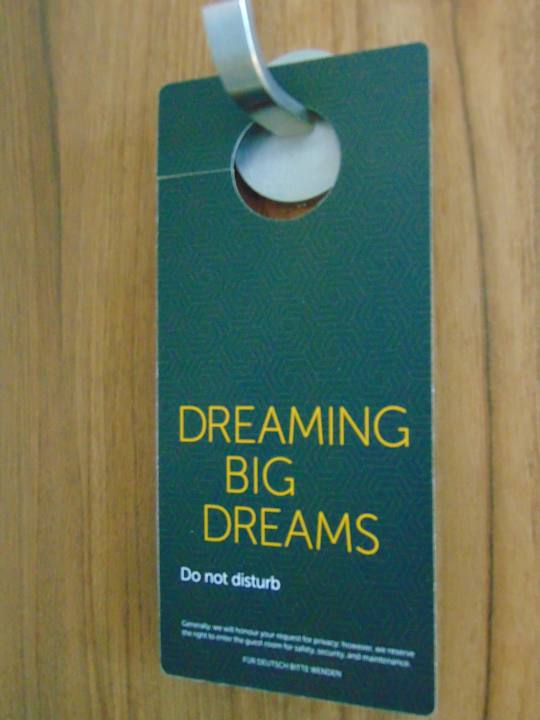 DREAMING
BIG
DREAMS
Do not disturb
Generally, we will honour your request for privacy; however, we reserve
the right to enter the guest room for safety, security, and maintenance.
FÜR DEUTSCH BITTE WENDEN